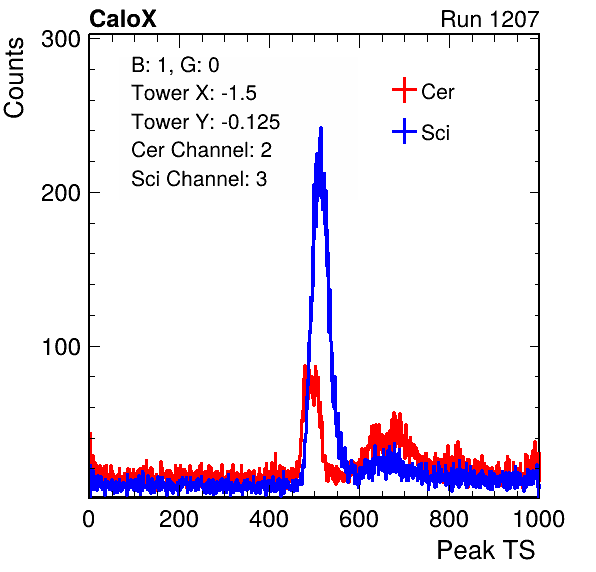 CaloX Run 1207
Counts
300
200
100
B: 1, G: 0
Tower X: -1.5
Tower Y: -0.125
Cer Channel: 2
Sci Channel: 3
Cer
Sci
0 200 400 600 800 1000
Peak TS